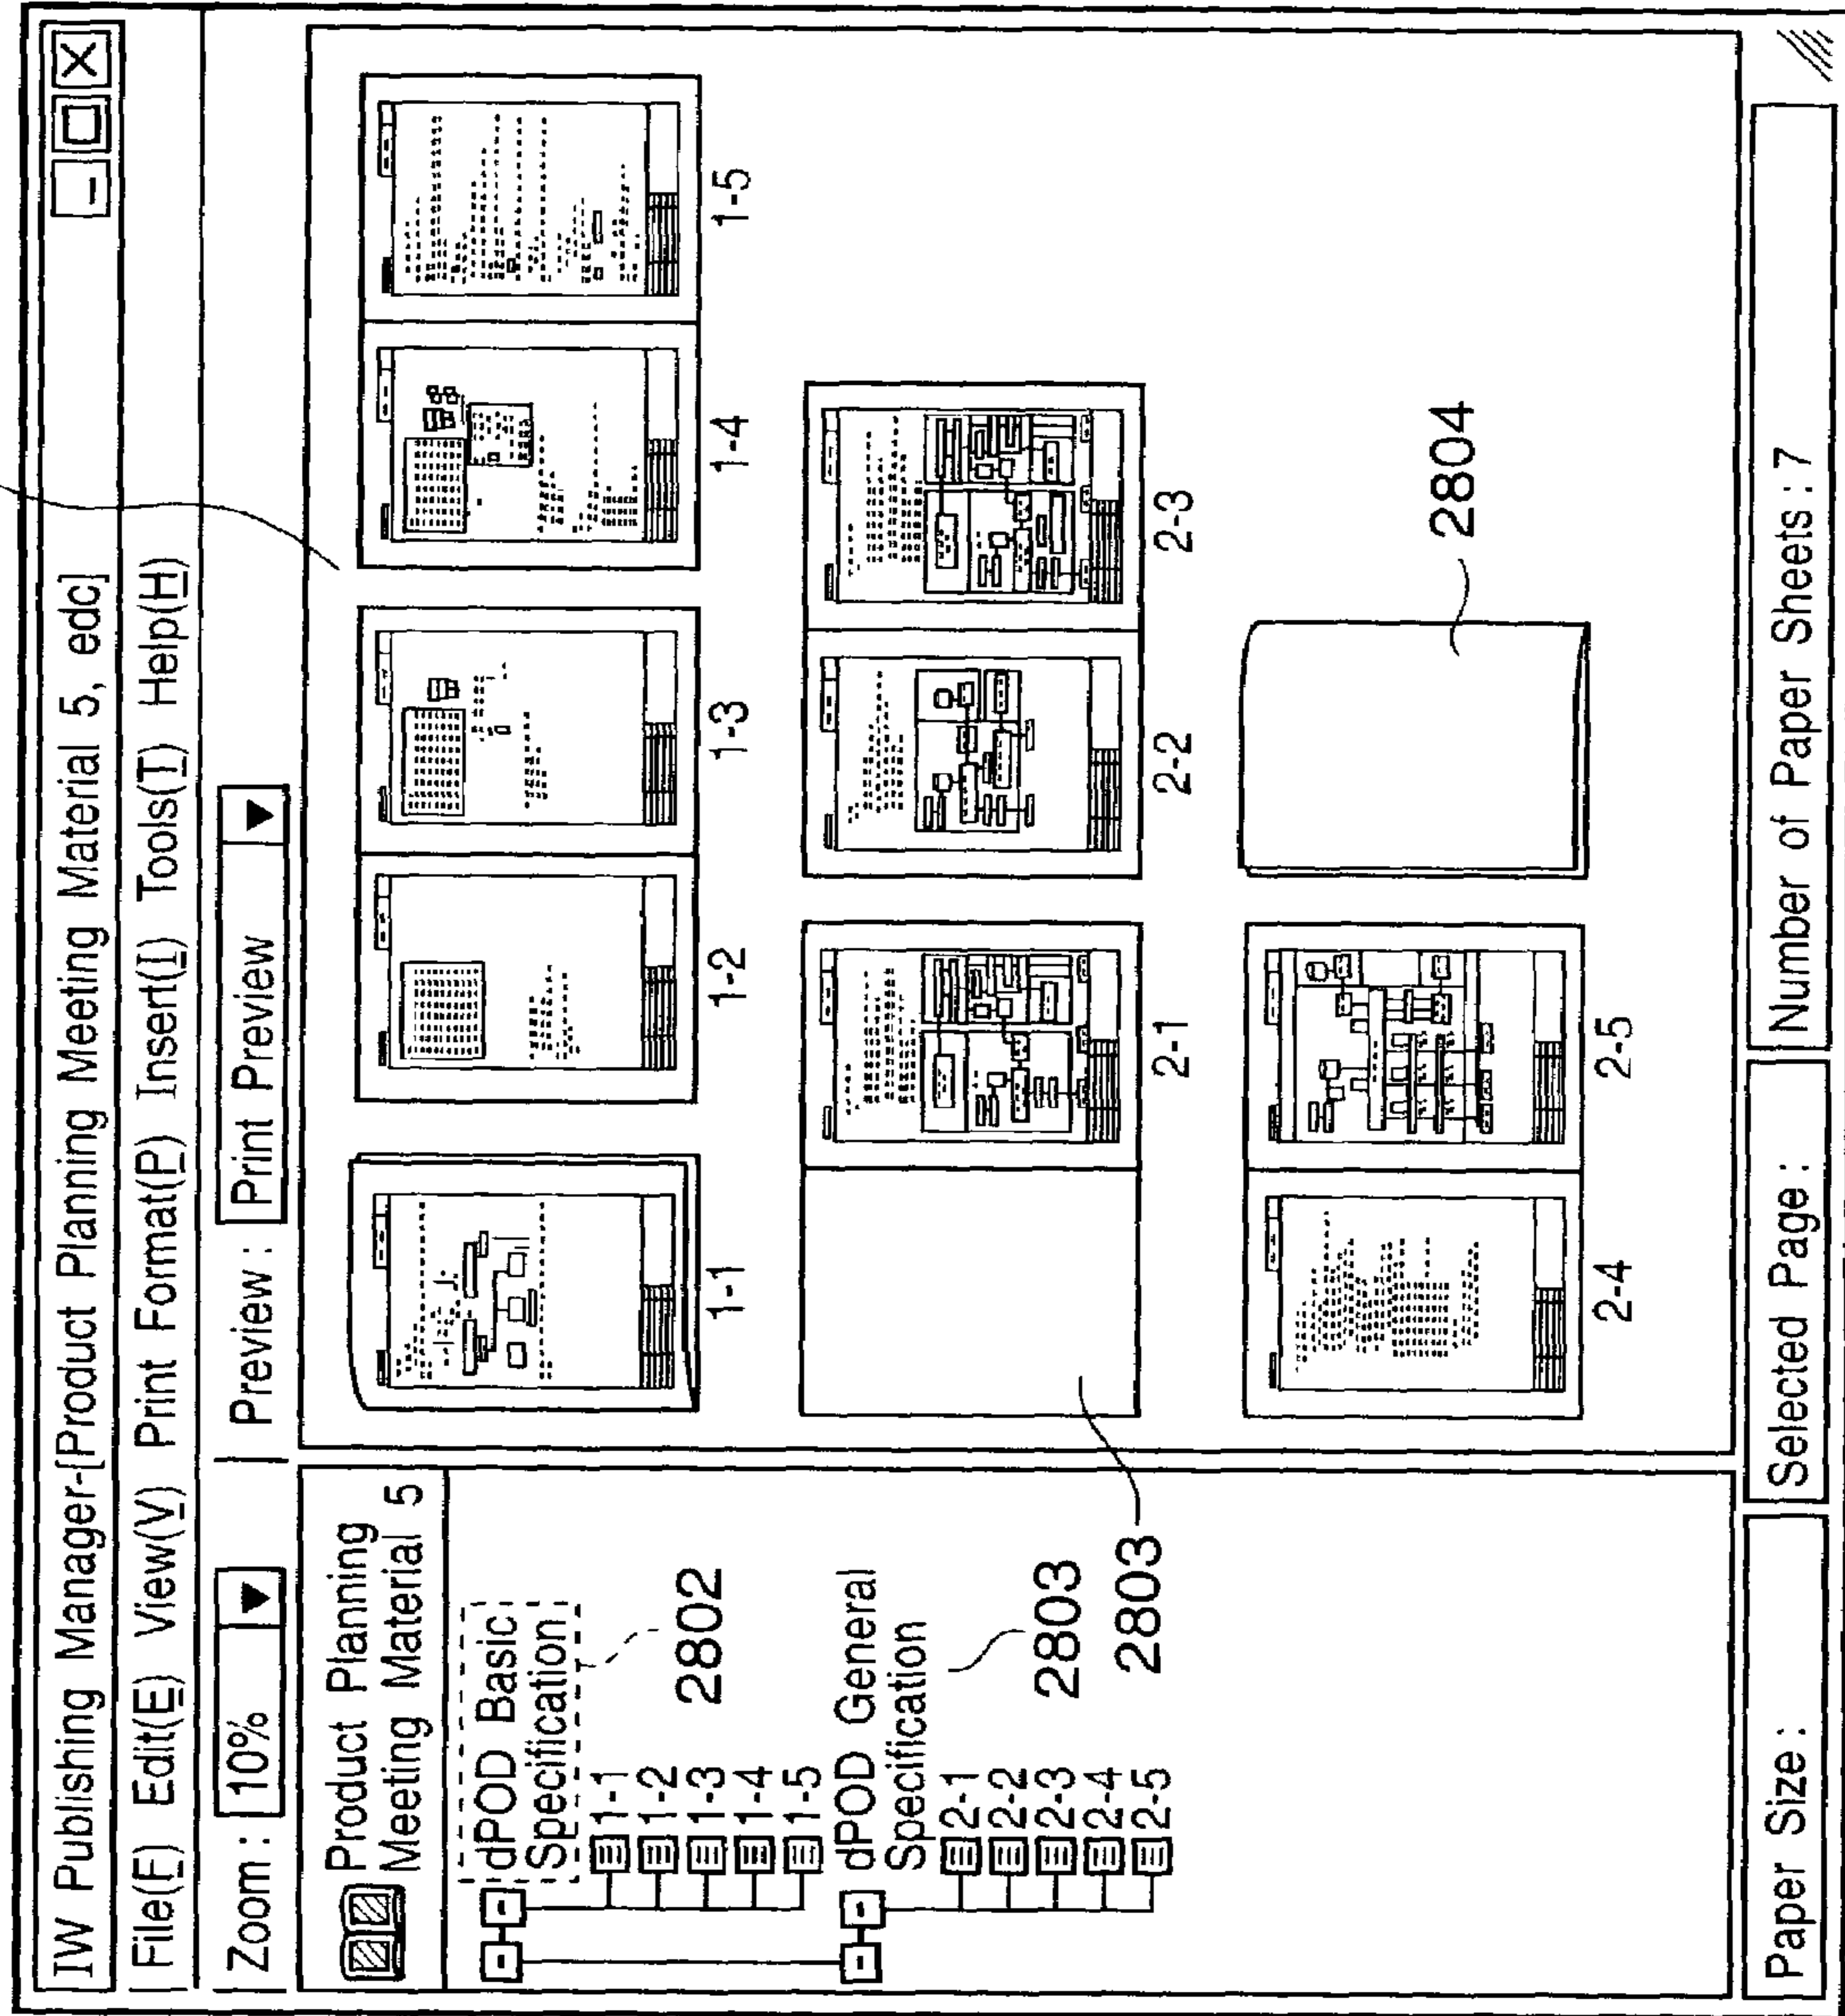 IW Publishing Manager-[Product Planning Meeting Material 5, edc]
File(F) Edit(E) View(V) Print Format(P) Insert(I) Tools(T) Help(H)
Zoom : 10% Preview : Print Preview
Product Planning
Meeting Material 5
dPOD Basic
Specification
2802
1-1
1-2
1-3
1-4
1-5
dPOD General
Specification
2803
2803
2-1
2-2
2-3
2-4
2-5
1-1 1-2 1-3 1-4 1-5
2-1 2-2 2-3
2-4 2-5
2804
Paper Size : Selected Page : Number of Paper Sheets : 7